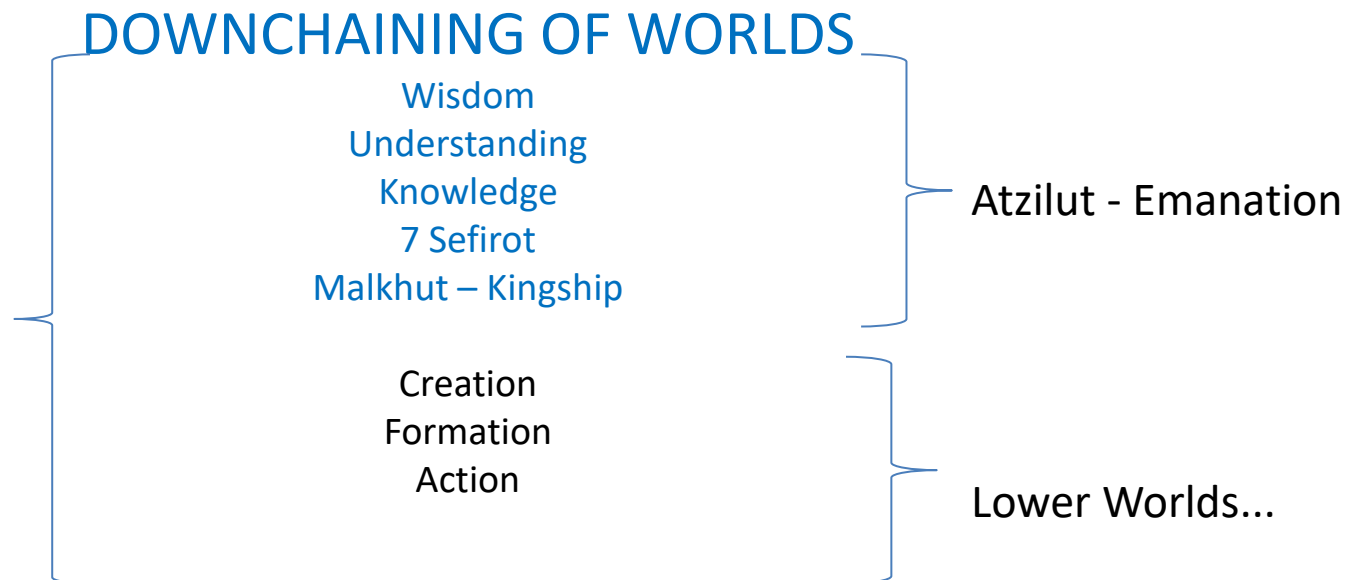 DOWNCHAINING OF WORLDS
Wisdom
Understanding
Knowledge
7 Sefirot
Malkhut – Kingship
Atzilut - Emanation
Creation
Formation
Action
Lower Worlds...